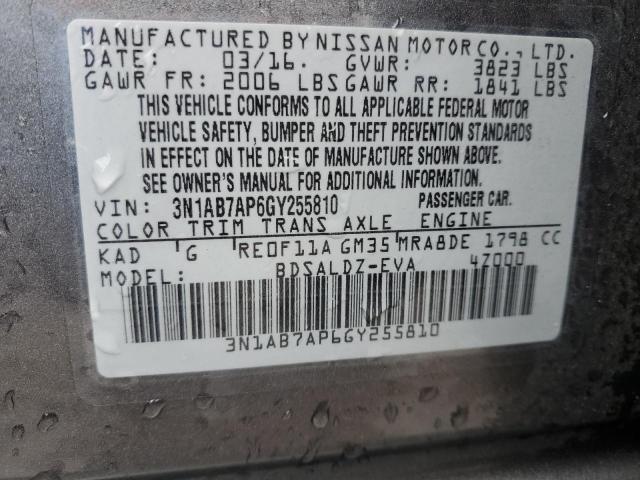 MANUFACTURED BY NISSAN MOTOR CO., LTD.
DATE: 03/16. GVWR: 3823 LBS
GAWR FR: 2006 LBS GAWR RR: 1841 LBS
THIS VEHICLE CONFORMS TO ALL APPLICABLE FEDERAL MOTOR
VEHICLE SAFETY, BUMPER AND THEFT PREVENTION STANDARDS
IN EFFECT ON THE DATE OF MANUFACTURE SHOWN ABOVE.
SEE OWNER'S MANUAL FOR ADDITIONAL INFORMATION.
VIN: 3N1AB7AP6GY255810 PASSENGER CAR.
COLOR TRIM TRANS AXLE ENGINE
KAD G RE0F11A GM35 MRA8DE 1798 CC
MODEL: BDSALDZ-EVA 4Z000
3N1AB7AP6GY255810